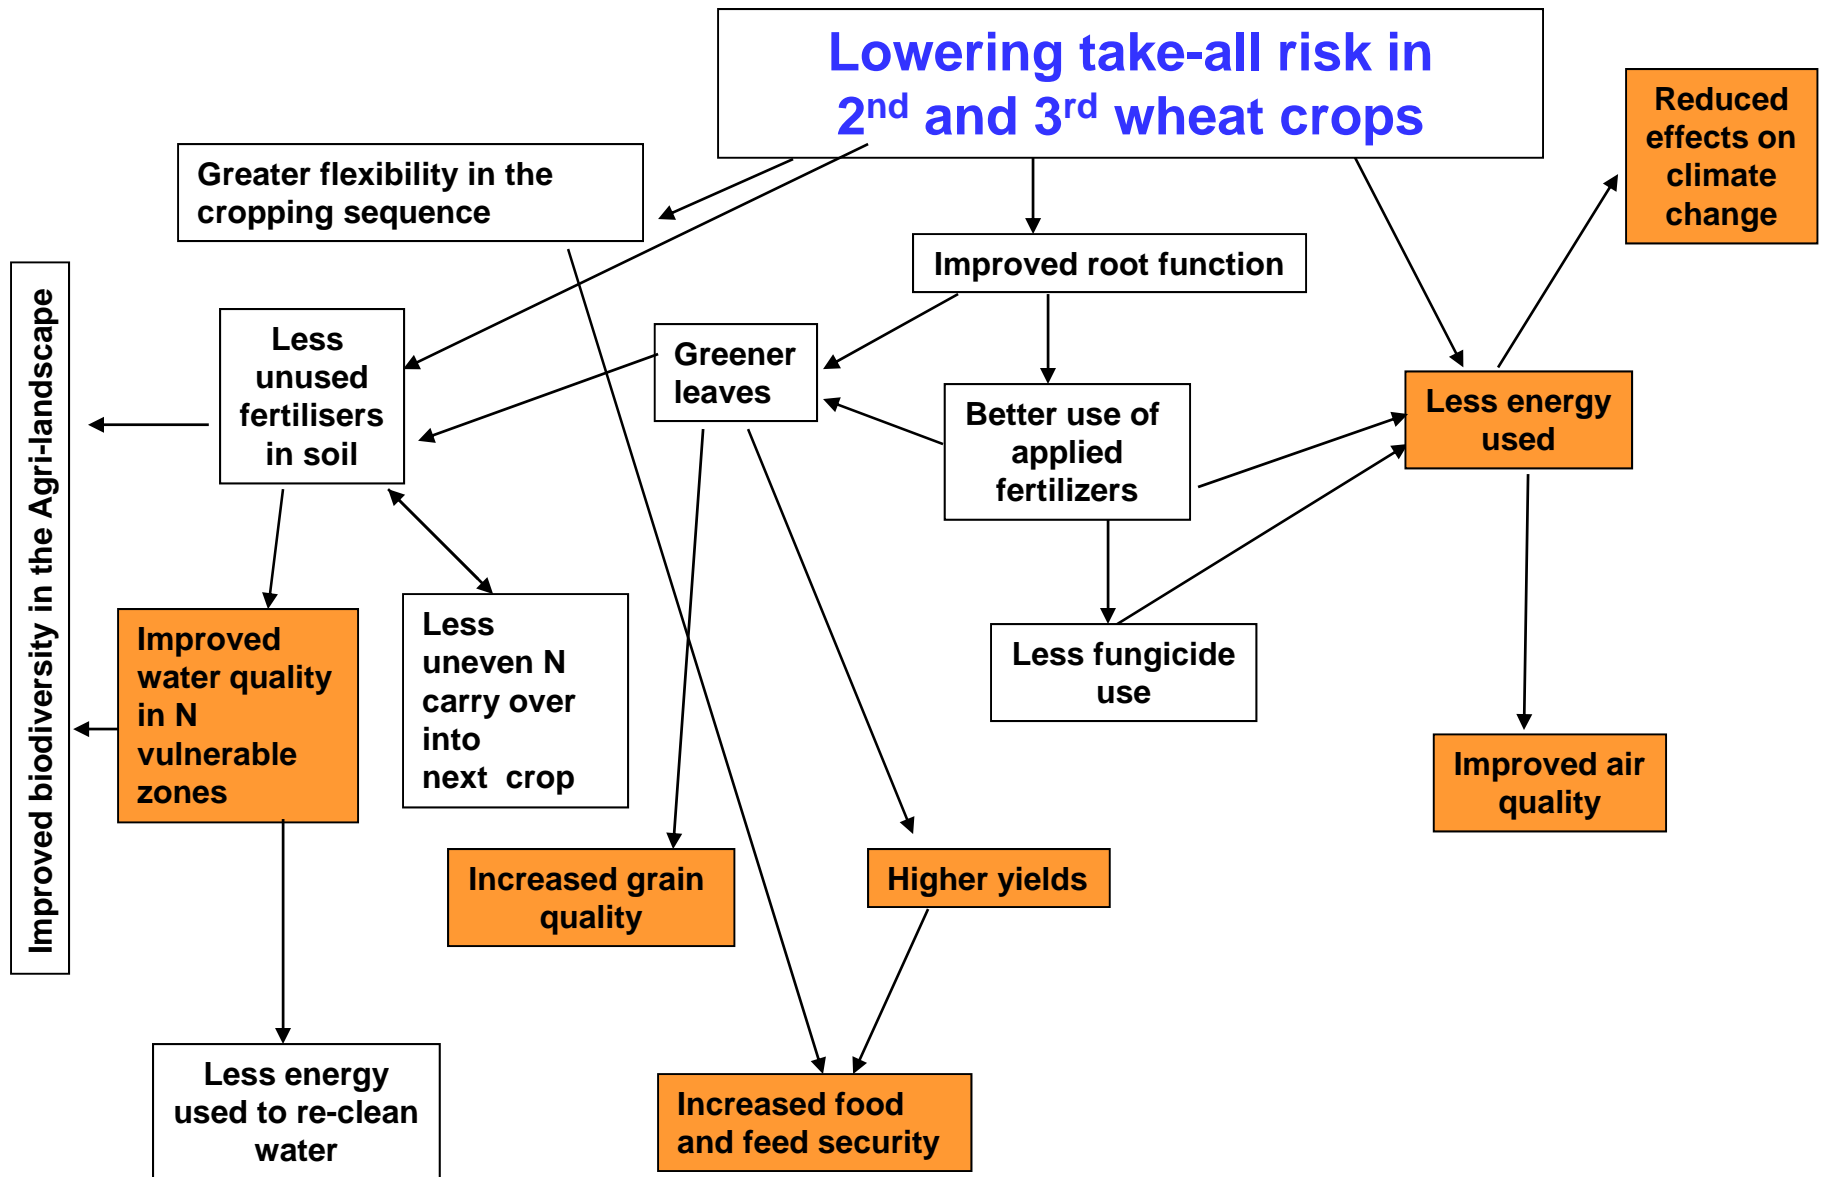 Lowering take-all risk in
2nd and 3rd wheat crops
Reduced
effects on
climate
change
Greater flexibility in the
cropping sequence
Improved root function
Improved biodiversity in the Agri-landscape
Less
unused
fertilisers
in soil
Greener
leaves
Better use of
applied
fertilizers
Less energy
used
Improved
water quality
in N
vulnerable
zones
Less
uneven N
carry over
into
next crop
Less fungicide
use
Improved air
quality
Increased grain
quality
Higher yields
Less energy
used to re-clean
water
Increased food
and feed security